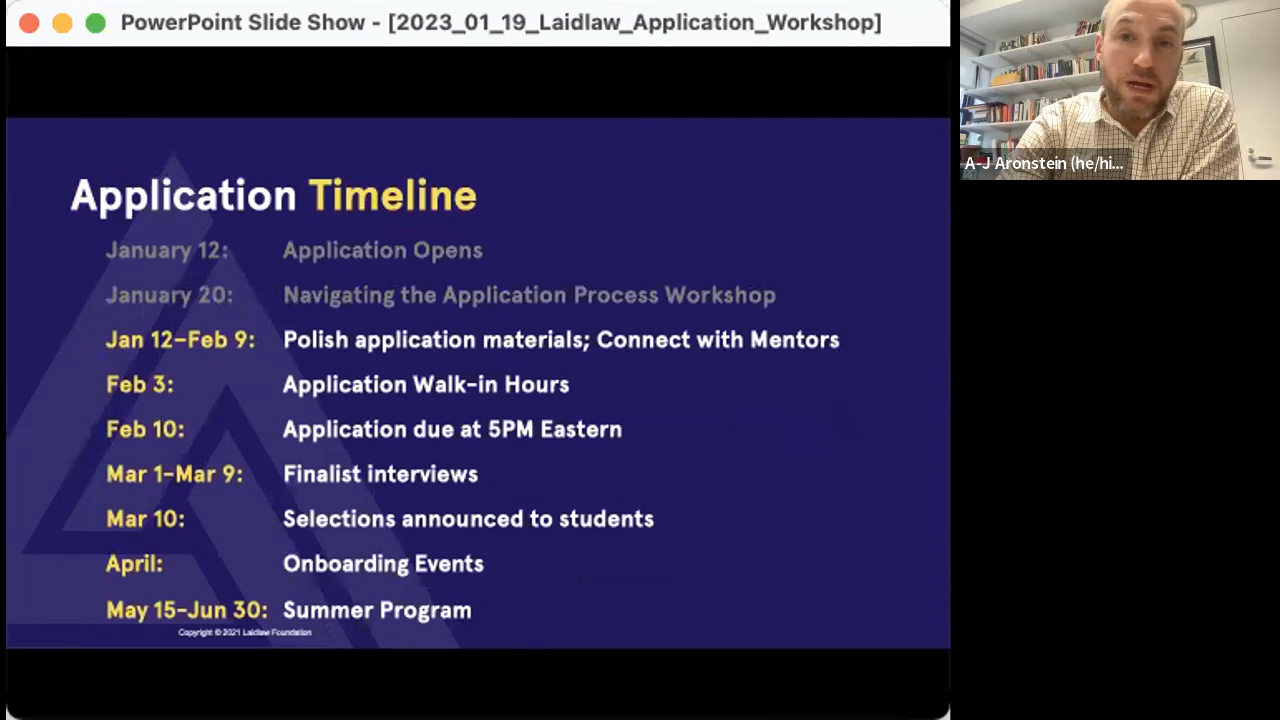 PowerPoint Slide Show - [2023_01_19_Laidlaw_Application_Workshop]
A-J Aronstein (he/hi...
Application Timeline
January 12: Application Opens
January 20: Navigating the Application Process Workshop
Jan 12–Feb 9: Polish application materials; Connect with Mentors
Feb 3: Application Walk-in Hours
Feb 10: Application due at 5PM Eastern
Mar 1–Mar 9: Finalist interviews
Mar 10: Selections announced to students
April: Onboarding Events
May 15–Jun 30: Summer Program
Copyright © 2021 Laidlaw Foundation